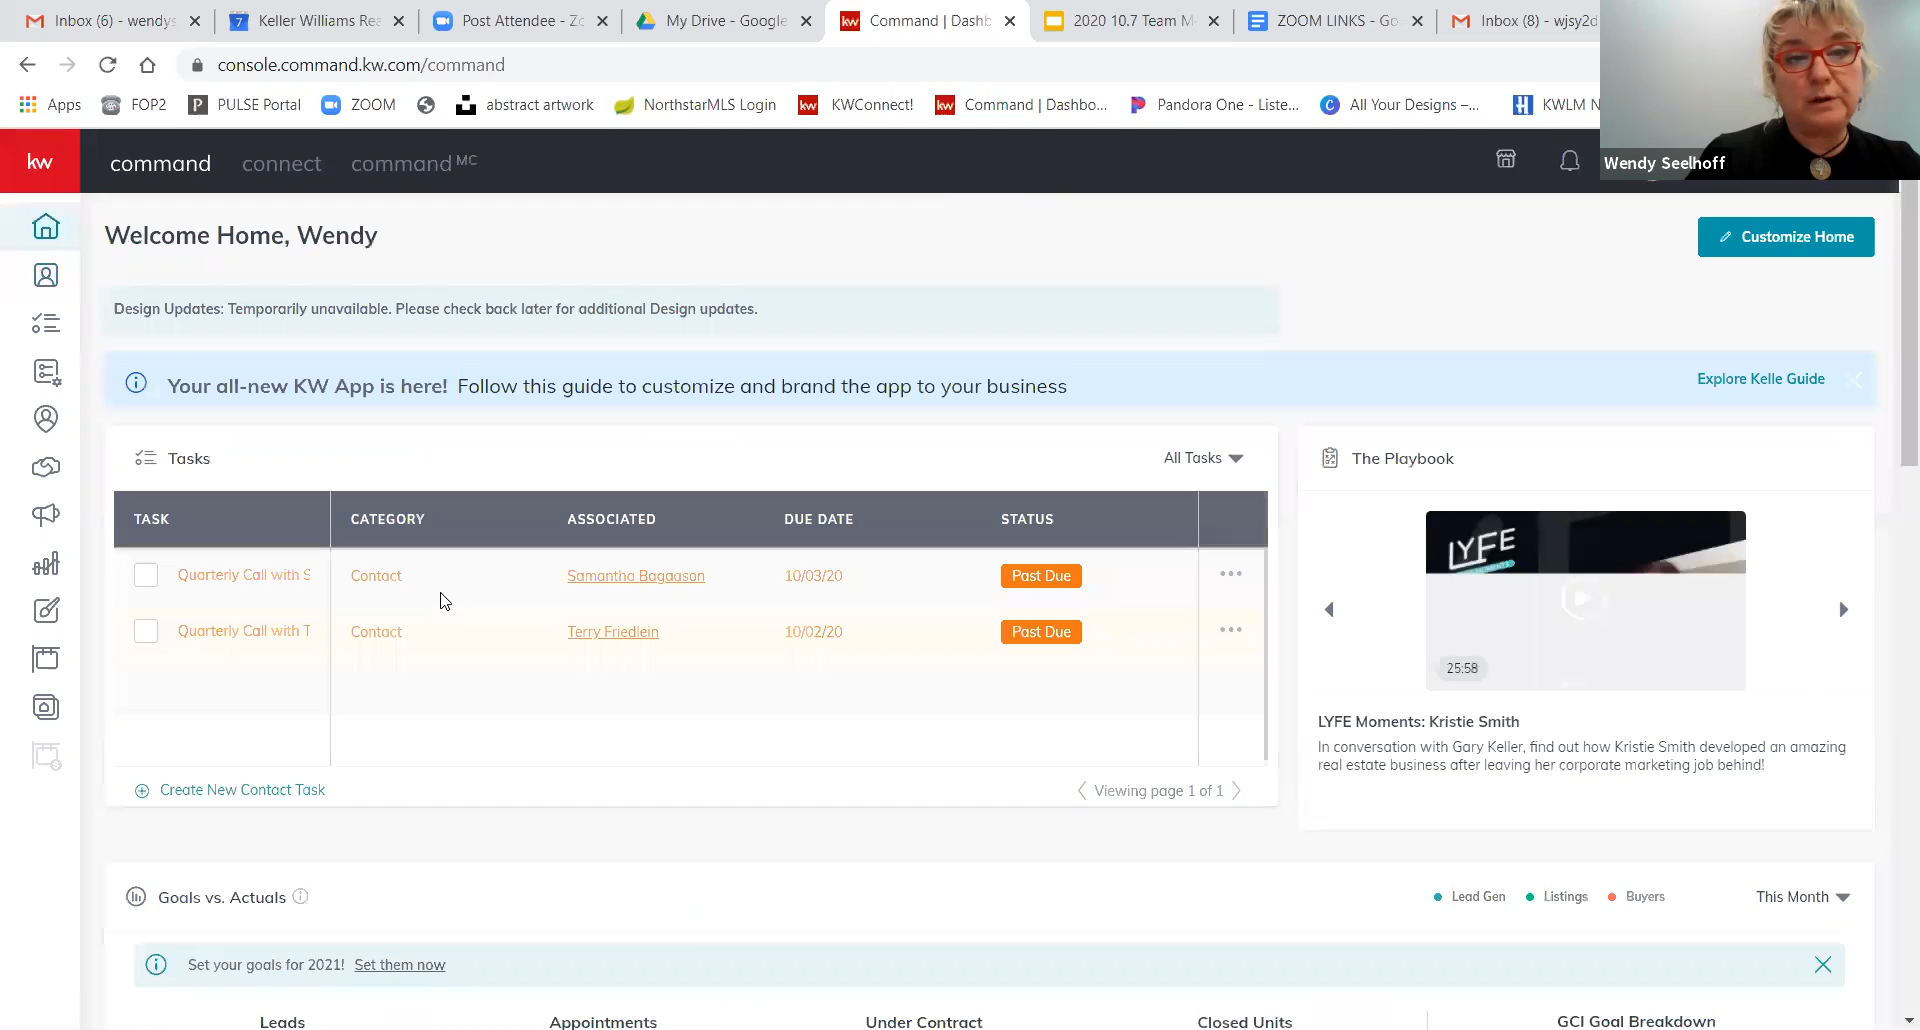 Inbox (6) - wendys
Keller Williams Rea
Post Attendee - Zo
My Drive - Google
kw Command | Dashb
2020 10.7 Team M
ZOOM LINKS - Go
Inbox (8) - wjsy2d
console.command.kw.com/command
Apps
FOP2
PULSE Portal
ZOOM
abstract artwork
NorthstarMLS Login
kw KWConnect!
kw Command | Dashbo...
Pandora One - Liste...
All Your Designs –...
KWLM N
Wendy Seelhoff
kw
command
connect
command MC
Welcome Home, Wendy
Customize Home
Design Updates: Temporarily unavailable. Please check back later for additional Design updates.
Your all-new KW App is here! Follow this guide to customize and brand the app to your business
Explore Kelle Guide
Tasks
All Tasks
TASK CATEGORY ASSOCIATED DUE DATE STATUS
Quarterly Call with S Contact Samantha Bagaason 10/03/20 Past Due
Quarterly Call with T Contact Terry Friedlein 10/02/20 Past Due
Create New Contact Task
Viewing page 1 of 1
The Playbook
LYFE
25:58
LYFE Moments: Kristie Smith
In conversation with Gary Keller, find out how Kristie Smith developed an amazing
real estate business after leaving her corporate marketing job behind!
Goals vs. Actuals
Lead Gen Listings Buyers
This Month
Set your goals for 2021! Set them now
Leads Appointments Under Contract Closed Units GCI Goal Breakdown